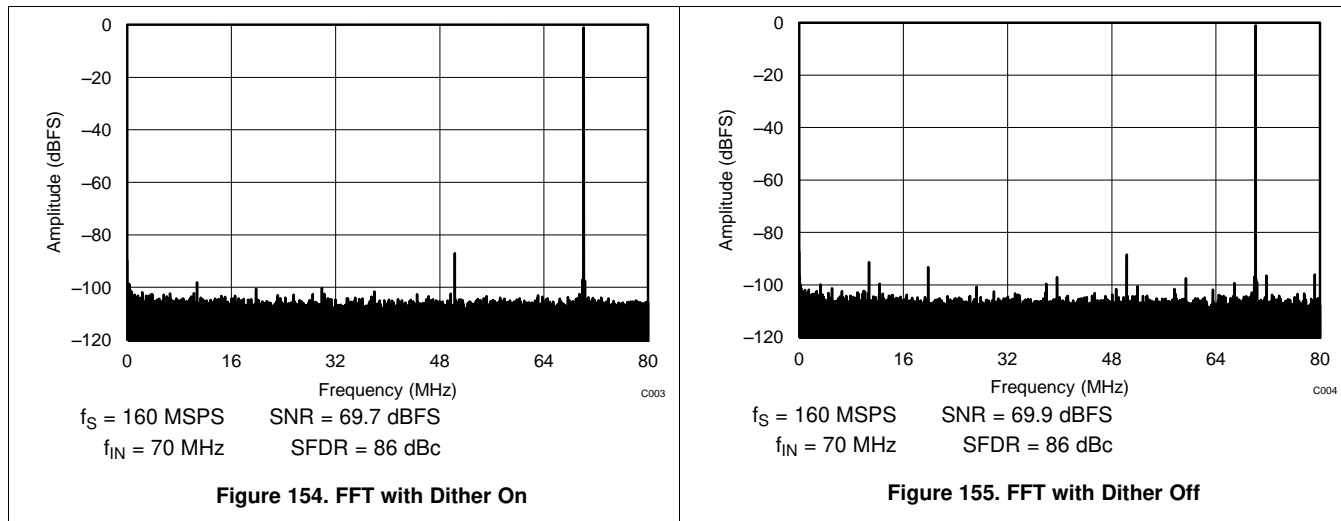 0
–20
–40
–60
–80
–100
–120
Amplitude (dBFS)
0 16 32 48 64 80
Frequency (MHz)
C003
fS = 160 MSPS SNR = 69.7 dBFS
fIN = 70 MHz SFDR = 86 dBc
Figure 154. FFT with Dither On
0
–20
–40
–60
–80
–100
–120
Amplitude (dBFS)
0 16 32 48 64 80
Frequency (MHz)
C004
fS = 160 MSPS SNR = 69.9 dBFS
fIN = 70 MHz SFDR = 86 dBc
Figure 155. FFT with Dither Off